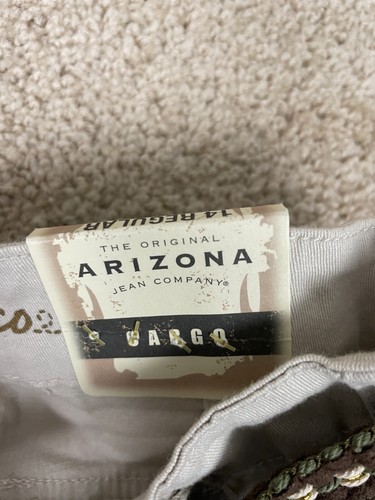 14 REGULAR
THE ORIGINAL
ARIZONA
JEAN COMPANY®
CARGO